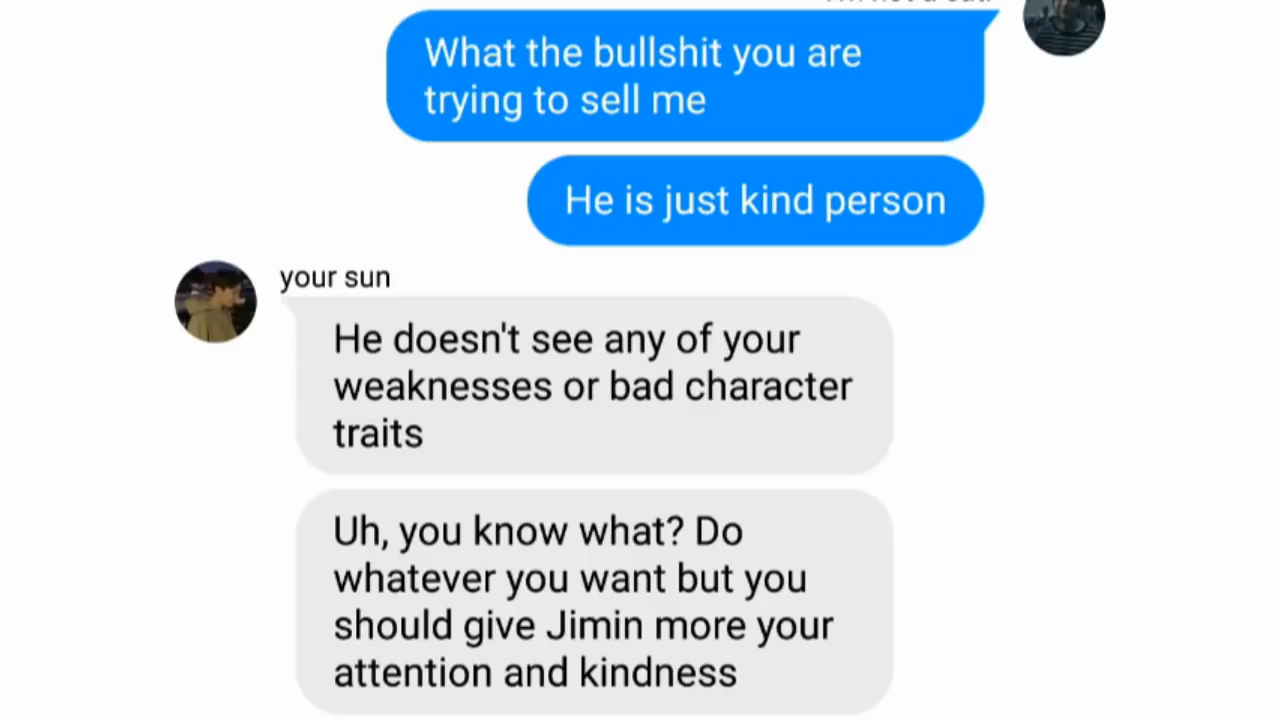 What the bullshit you are
trying to sell me
He is just kind person
your sun
He doesn't see any of your
weaknesses or bad character
traits
Uh, you know what? Do
whatever you want but you
should give Jimin more your
attention and kindness